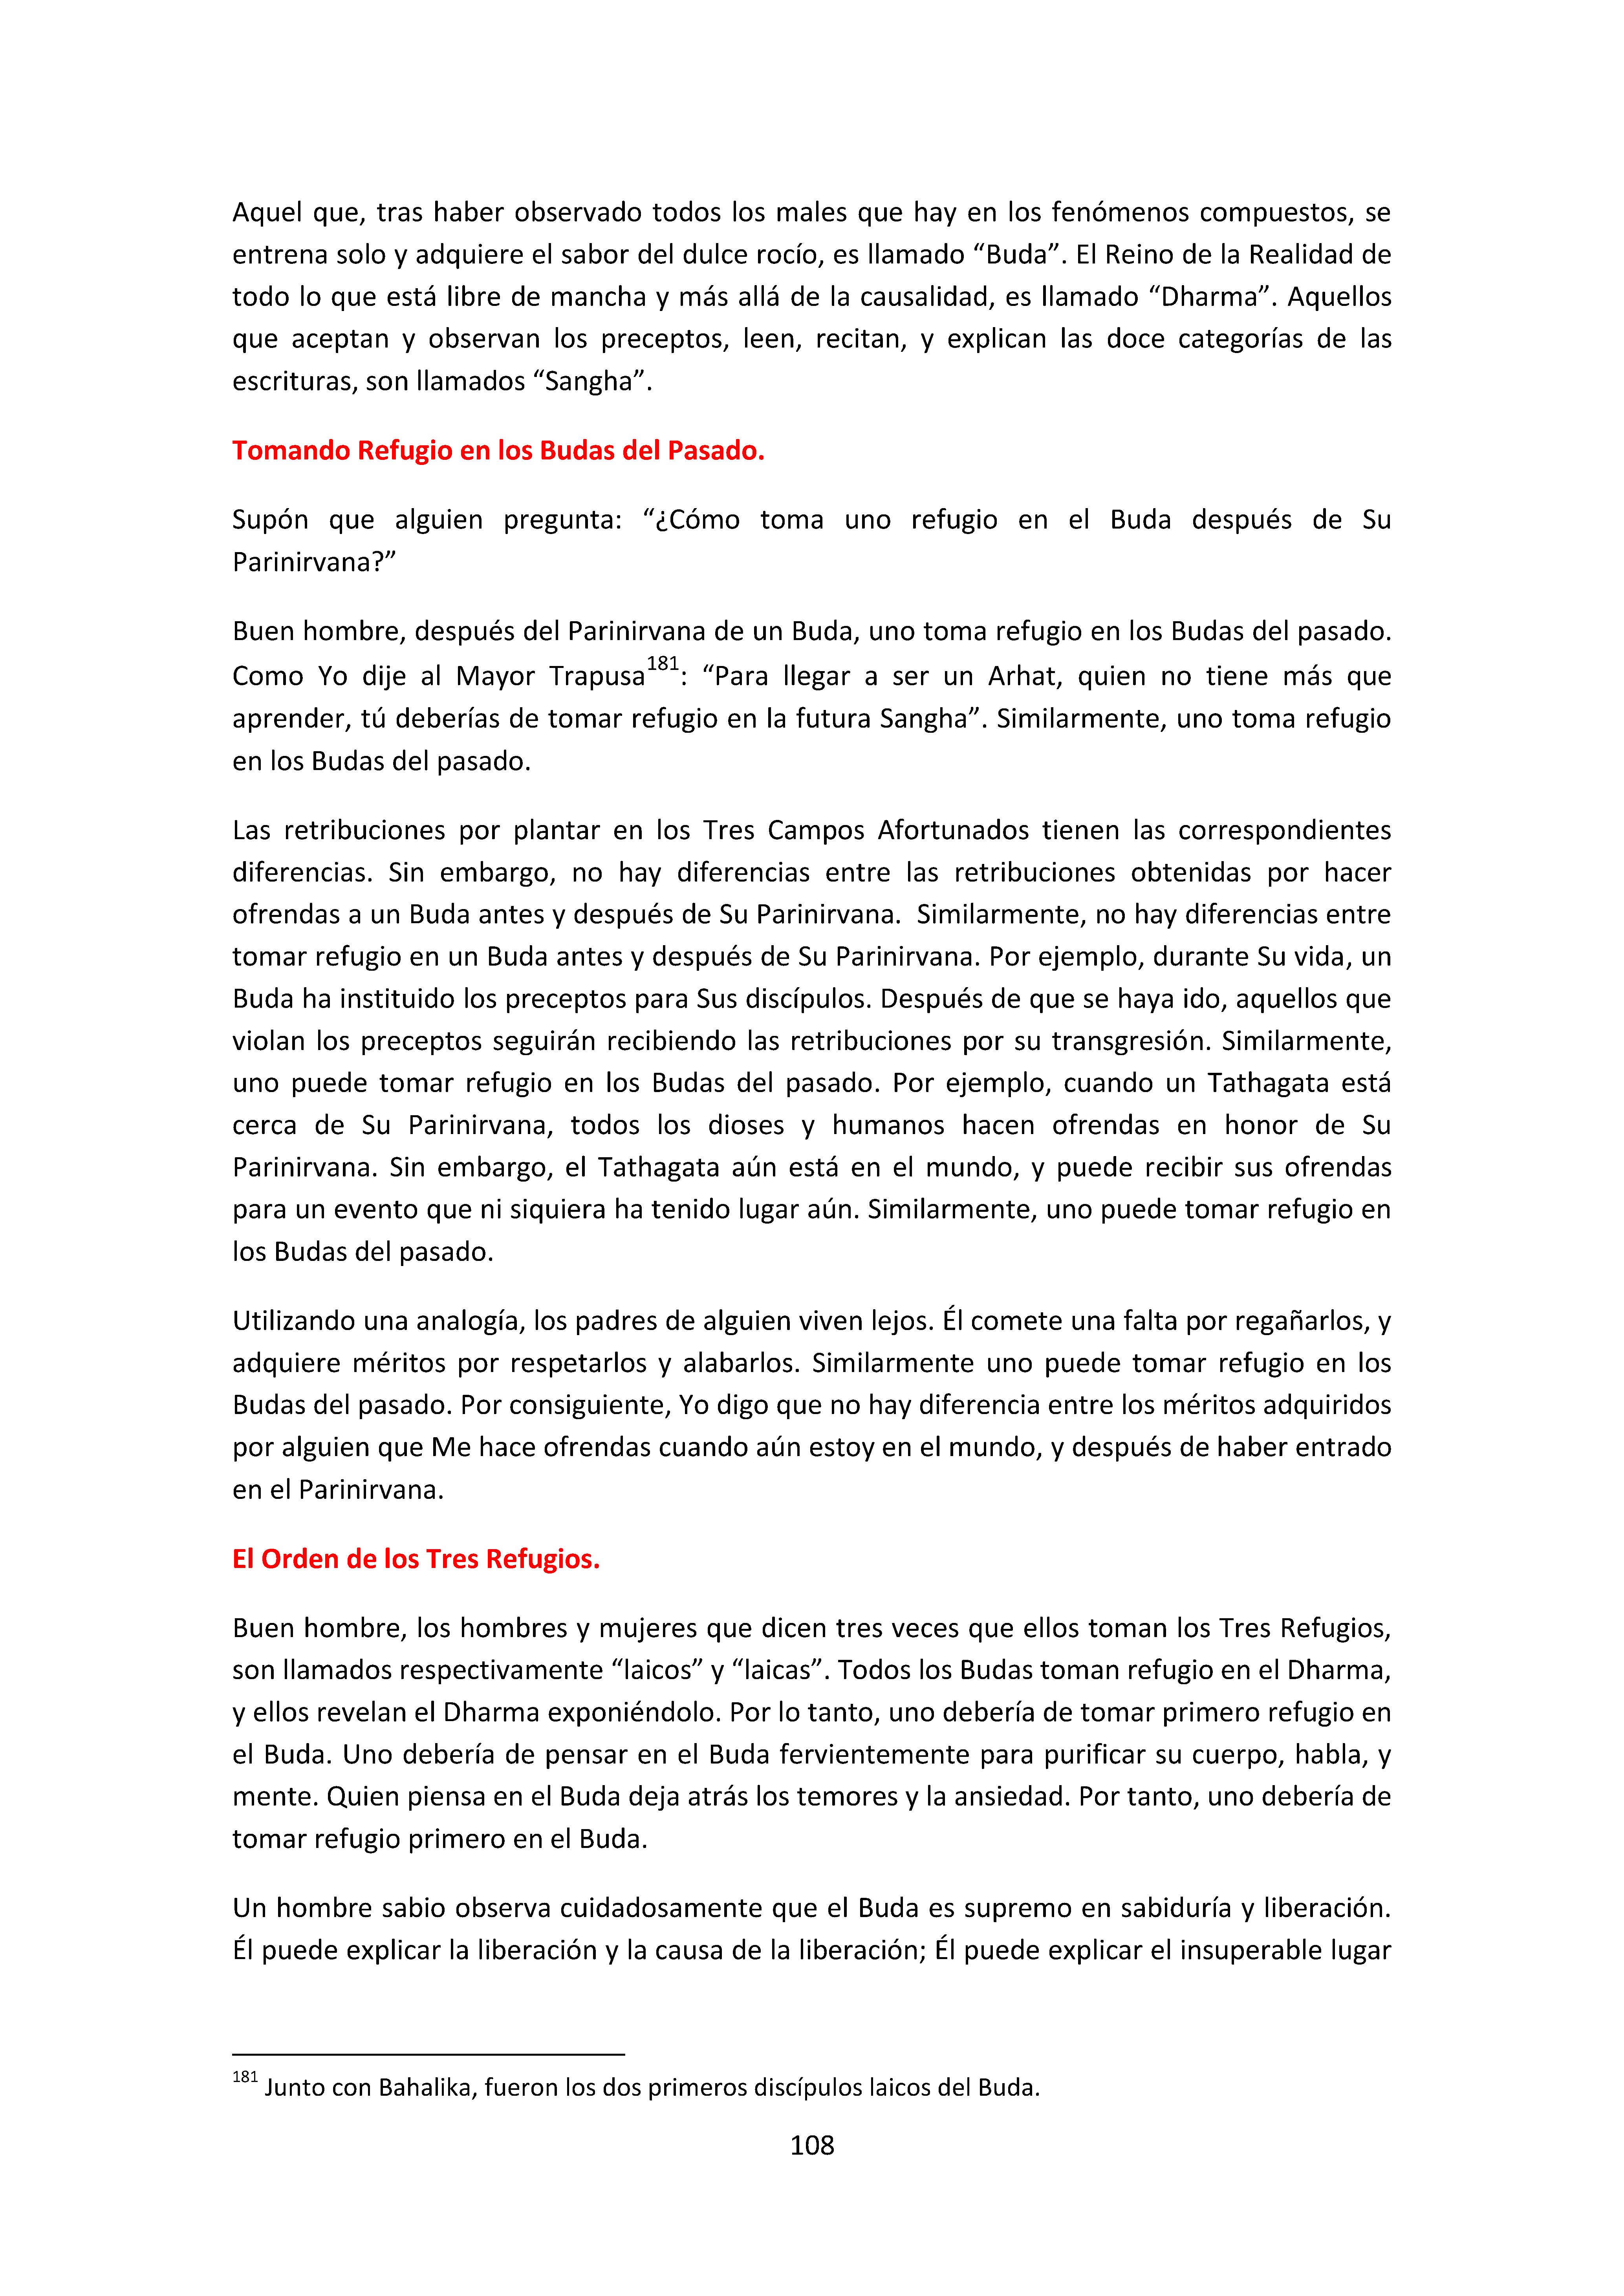 Aquel que, tras haber observado todos los males que hay en los fenómenos compuestos, se
entrena solo y adquiere el sabor del dulce rocío, es llamado “Buda”. El Reino de la Realidad de
todo lo que está libre de mancha y más allá de la causalidad, es llamado “Dharma”. Aquellos
que aceptan y observan los preceptos, leen, recitan, y explican las doce categorías de las
escrituras, son llamados “Sangha”.
Tomando Refugio en los Budas del Pasado.
Supón que alguien pregunta: “¿Cómo toma uno refugio en el Buda después de Su
Parinirvana?”
Buen hombre, después del Parinirvana de un Buda, uno toma refugio en los Budas del pasado.
Como Yo dije al Mayor Trapusa181: “Para llegar a ser un Arhat, quien no tiene más que
aprender, tú deberías de tomar refugio en la futura Sangha”. Similarmente, uno toma refugio
en los Budas del pasado.
Las retribuciones por plantar en los Tres Campos Afortunados tienen las correspondientes
diferencias. Sin embargo, no hay diferencias entre las retribuciones obtenidas por hacer
ofrendas a un Buda antes y después de Su Parinirvana. Similarmente, no hay diferencias entre
tomar refugio en un Buda antes y después de Su Parinirvana. Por ejemplo, durante Su vida, un
Buda ha instituido los preceptos para Sus discípulos. Después de que se haya ido, aquellos que
violan los preceptos seguirán recibiendo las retribuciones por su transgresión. Similarmente,
uno puede tomar refugio en los Budas del pasado. Por ejemplo, cuando un Tathagata está
cerca de Su Parinirvana, todos los dioses y humanos hacen ofrendas en honor de Su
Parinirvana. Sin embargo, el Tathagata aún está en el mundo, y puede recibir sus ofrendas
para un evento que ni siquiera ha tenido lugar aún. Similarmente, uno puede tomar refugio en
los Budas del pasado.
Utilizando una analogía, los padres de alguien viven lejos. Él comete una falta por regañarlos, y
adquiere méritos por respetarlos y alabarlos. Similarmente uno puede tomar refugio en los
Budas del pasado. Por consiguiente, Yo digo que no hay diferencia entre los méritos adquiridos
por alguien que Me hace ofrendas cuando aún estoy en el mundo, y después de haber entrado
en el Parinirvana.
El Orden de los Tres Refugios.
Buen hombre, los hombres y mujeres que dicen tres veces que ellos toman los Tres Refugios,
son llamados respectivamente “laicos” y “laicas”. Todos los Budas toman refugio en el Dharma,
y ellos revelan el Dharma exponiéndolo. Por lo tanto, uno debería de tomar primero refugio en
el Buda. Uno debería de pensar en el Buda fervientemente para purificar su cuerpo, habla, y
mente. Quien piensa en el Buda deja atrás los temores y la ansiedad. Por tanto, uno debería de
tomar refugio primero en el Buda.
Un hombre sabio observa cuidadosamente que el Buda es supremo en sabiduría y liberación.
Él puede explicar la liberación y la causa de la liberación; Él puede explicar el insuperable lugar
181 Junto con Bahalika, fueron los dos primeros discípulos laicos del Buda.
108